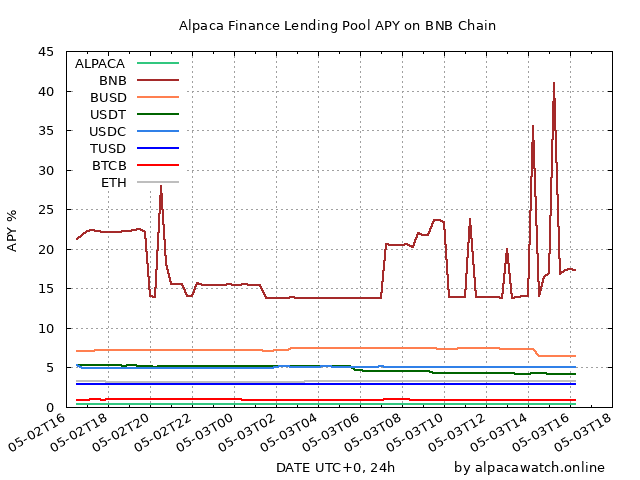 Alpaca Finance Lending Pool APY on BNB Chain
APY %
45
40
35
30
25
20
15
10
5
0
ALPACA
BNB
BUSD
USDT
USDC
TUSD
BTCB
ETH
05-02T16
05-02T18
05-02T20
05-02T22
05-03T00
05-03T02
05-03T04
05-03T06
05-03T08
05-03T10
05-03T12
05-03T14
05-03T16
05-03T18
DATE UTC+0, 24h
by alpacawatch.online